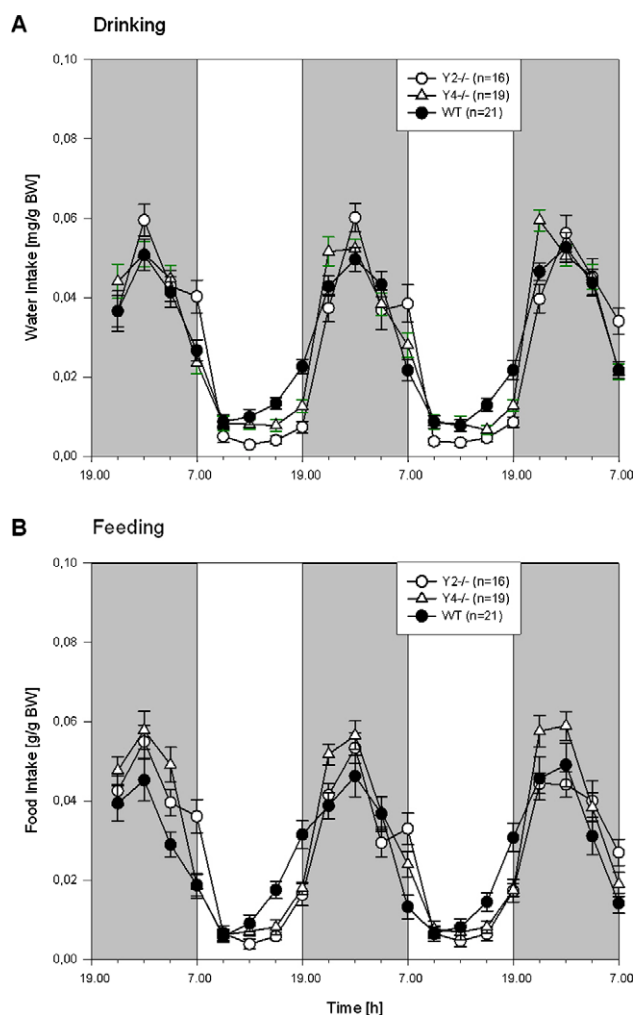 A Drinking
0,10
Y2-/- (n=16)
Y4-/- (n=19)
WT (n=21)
0,08
0,06
0,04
0,02
0,00
Water Intake [mg/g BW]
19.00 7.00 19.00 7.00 19.00 7.00
B Feeding
0,10
Y2-/- (n=16)
Y4-/- (n=19)
WT (n=21)
0,08
0,06
0,04
0,02
0,00
Food Intake [g/g BW]
19.00 7.00 19.00 7.00 19.00 7.00
Time [h]